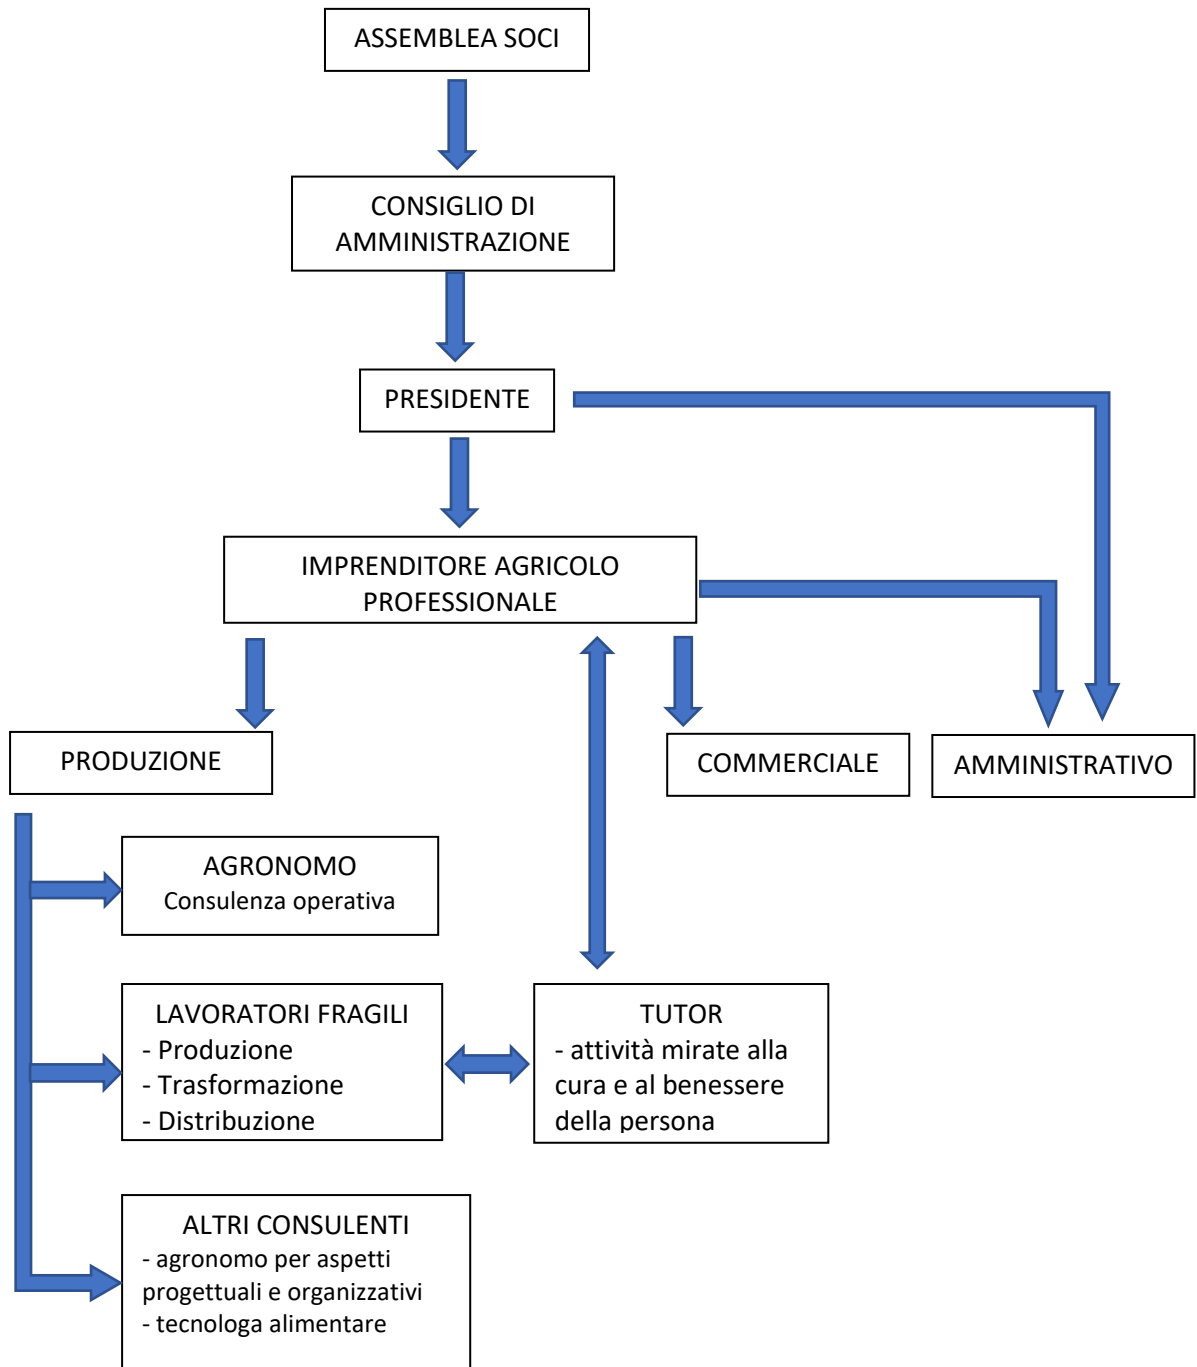 ASSEMBLEA SOCI
CONSIGLIO DI
AMMINISTRAZIONE
PRESIDENTE
IMPRENDITORE AGRICOLO
PROFESSIONALE
PRODUZIONE
COMMERCIALE
AMMINISTRATIVO
AGRONOMO
Consulenza operativa
LAVORATORI FRAGILI
- Produzione
- Trasformazione
- Distribuzione
TUTOR
- attività mirate alla
cura e al benessere
della persona
ALTRI CONSULENTI
- agronomo per aspetti
progettuali e organizzativi
- tecnologa alimentare